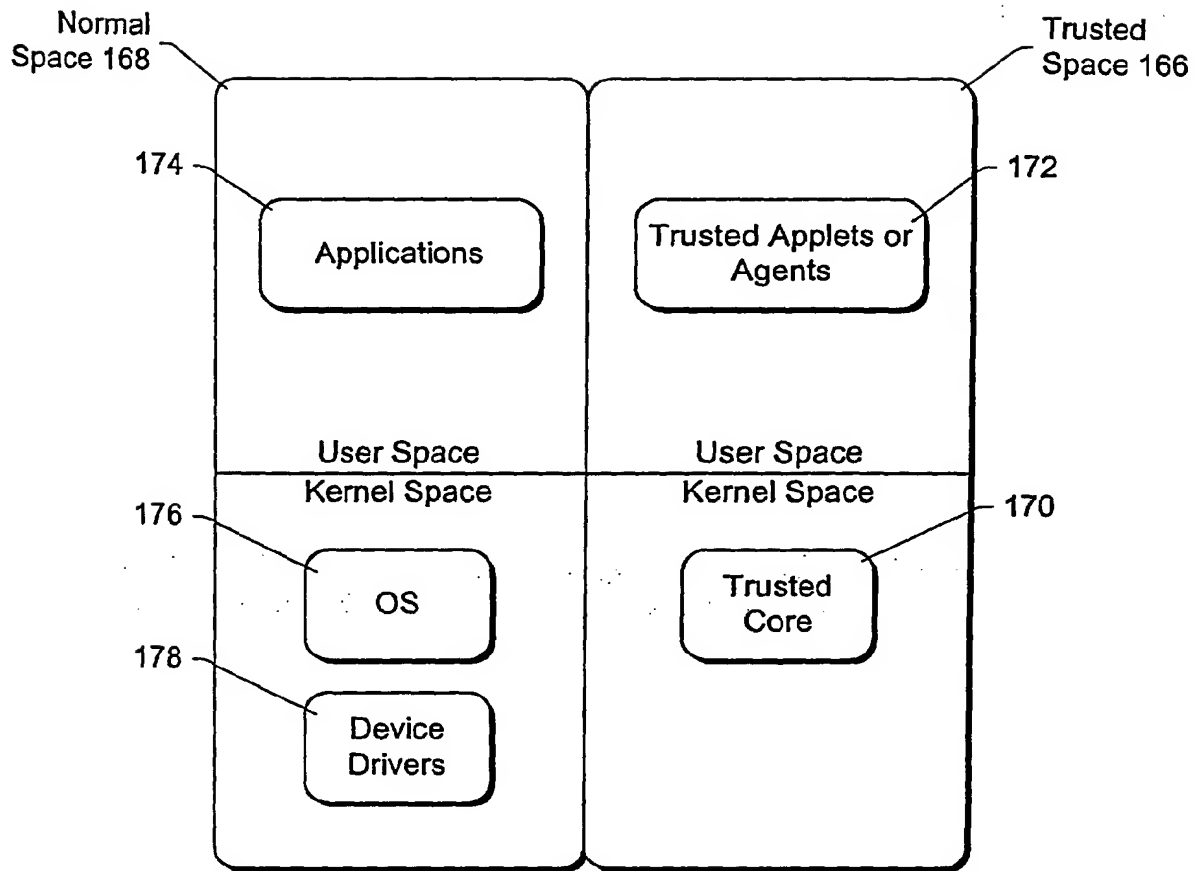 Normal
Space 168
Trusted
Space 166
174
172
Applications
Trusted Applets or
Agents
User Space
User Space
Kernel Space
Kernel Space
176
170
OS
Trusted
Core
178
Device
Drivers